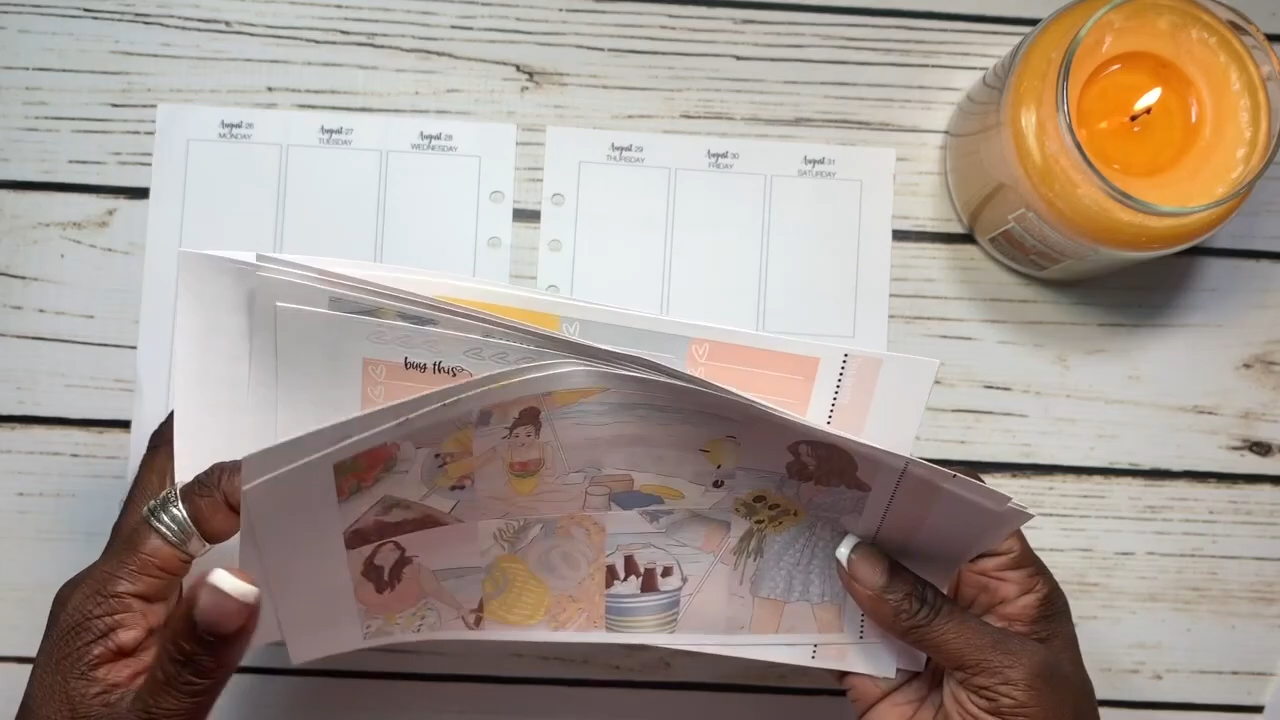 August 26
MONDAY
August 27
TUESDAY
August 28
WEDNESDAY
August 29
THURSDAY
August 30
FRIDAY
August 31
SATURDAY
buy this